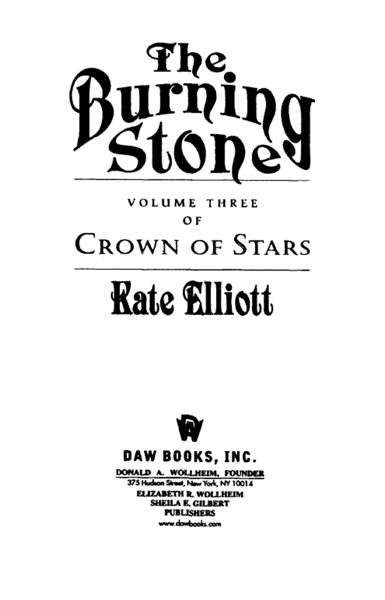 The
Burning
Stone
VOLUME THREE
OF
CROWN OF STARS
Kate Elliott
DAW BOOKS, INC.
DONALD A. WOLLHEIM, FOUNDER
375 Hudson Street, New York, NY 10014
ELIZABETH R. WOLLHEIM
SHEILA E. GILBERT
PUBLISHERS
www.dawbooks.com